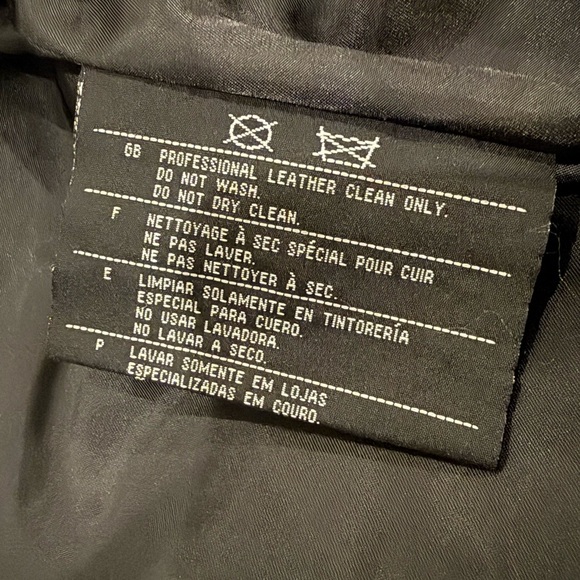 GB PROFESSIONAL LEATHER CLEAN ONLY.
DO NOT WASH.
DO NOT DRY CLEAN.
F NETTOYAGE À SEC SPÉCIAL POUR CUIR
NE PAS LAVER.
NE PAS NETTOYER À SEC.
E LIMPIAR SOLAMENTE EN TINTORERÍA
ESPECIAL PARA CUERO.
NO USAR LAVADORA.
NO LAVAR A SECO.
P LAVAR SOMENTE EM LOJAS
ESPECIALIZADAS EM COURO.